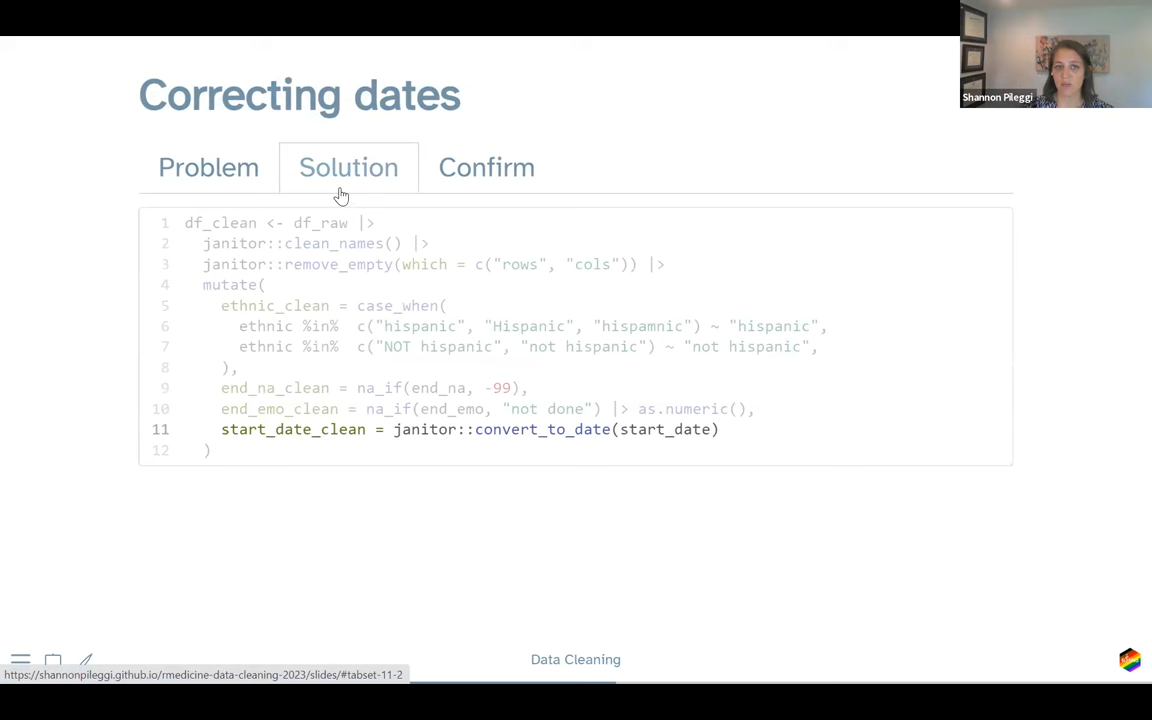 Shannon Pileggi
Correcting dates
Problem Solution Confirm
1 df_clean <- df_raw |>
2 janitor::clean_names() |>
3 janitor::remove_empty(which = c("rows", "cols")) |>
4 mutate(
5 ethnic_clean = case_when(
6 ethnic %in%  c("hispanic", "Hispanic", "hispamnic") ~ "hispanic",
7 ethnic %in%  c("NOT hispanic", "not hispanic") ~ "not hispanic",
8 ),
9 end_na_clean = na_if(end_na, -99),
10 end_emo_clean = na_if(end_emo, "not done") |> as.numeric(),
11 start_date_clean = janitor::convert_to_date(start_date)
12 )
Data Cleaning
https://shannonpileggi.github.io/rmedicine-data-cleaning-2023/slides/#tabset-11-2